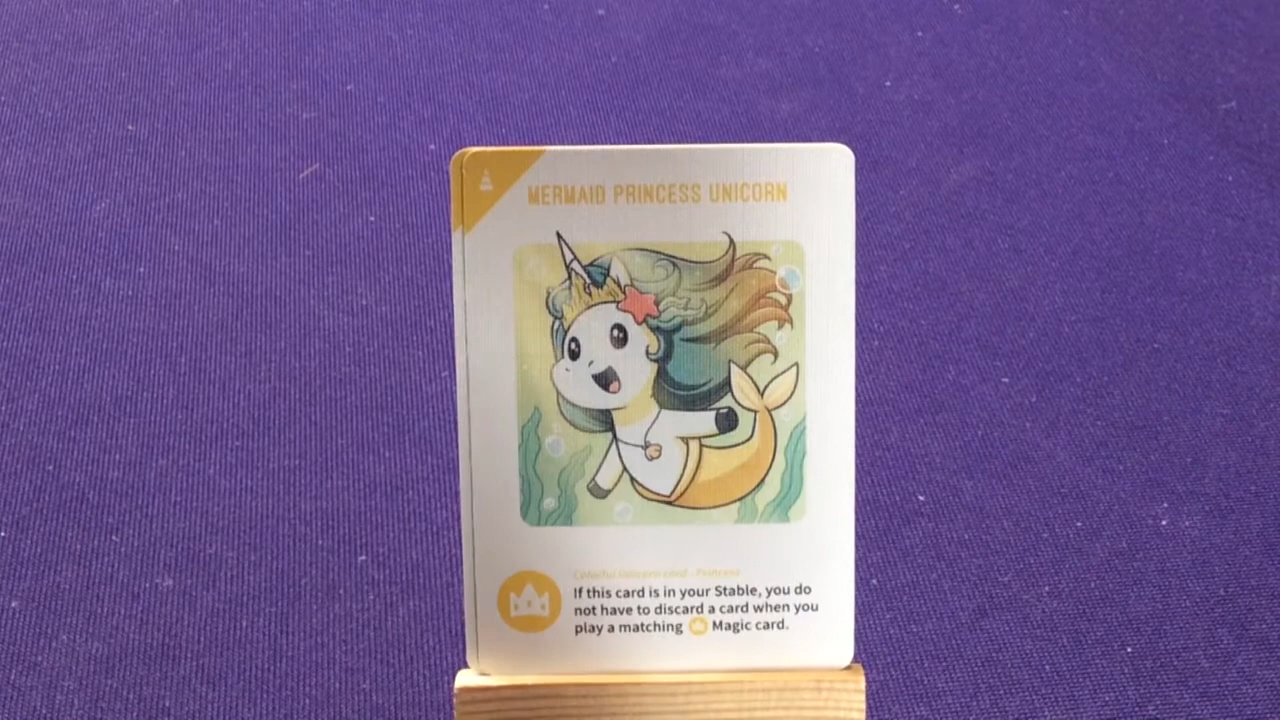 MERMAID PRINCESS UNICORN
If this card is in your Stable, you do
not have to discard a card when you
play a matching Magic card.